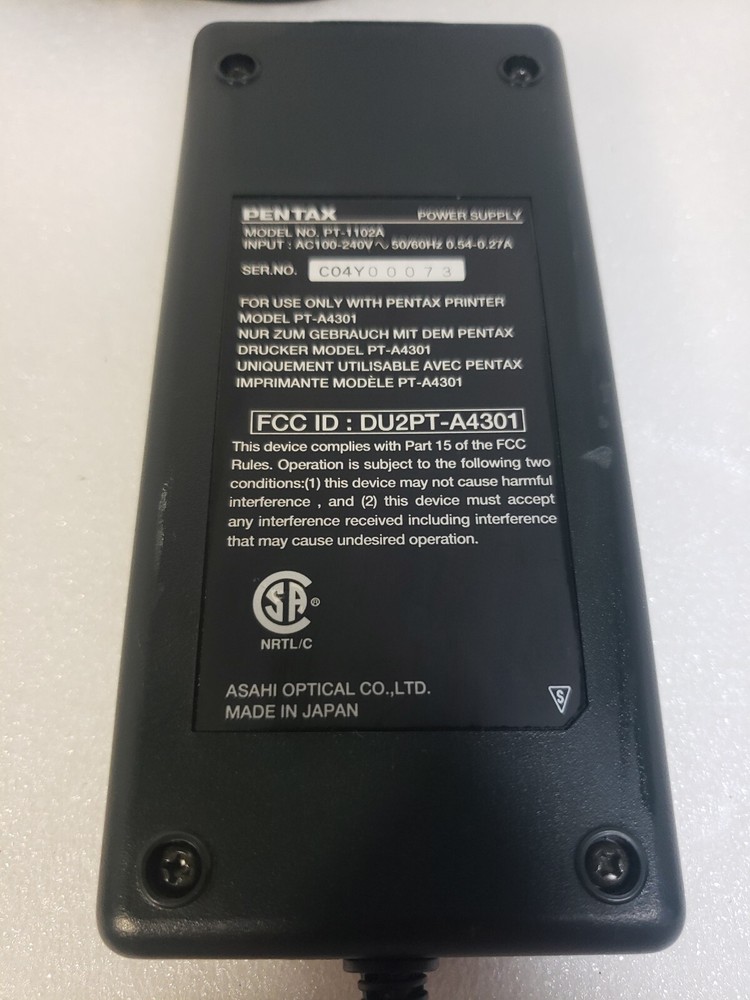 PENTAX POWER SUPPLY
MODEL NO. PT-1102A
INPUT : AC100-240V ∿ 50/60Hz 0.54-0.27A
SER.NO. C04Y00073
FOR USE ONLY WITH PENTAX PRINTER
MODEL PT-A4301
NUR ZUM GEBRAUCH MIT DEM PENTAX
DRUCKER MODEL PT-A4301
UNIQUEMENT UTILISABLE AVEC PENTAX
IMPRIMANTE MODÈLE PT-A4301
FCC ID : DU2PT-A4301
This device complies with Part 15 of the FCC
Rules. Operation is subject to the following two
conditions:(1) this device may not cause harmful
interference , and (2) this device must accept
any interference received including interference
that may cause undesired operation.
CSA®
NRTL/C
ASAHI OPTICAL CO.,LTD.
MADE IN JAPAN
S